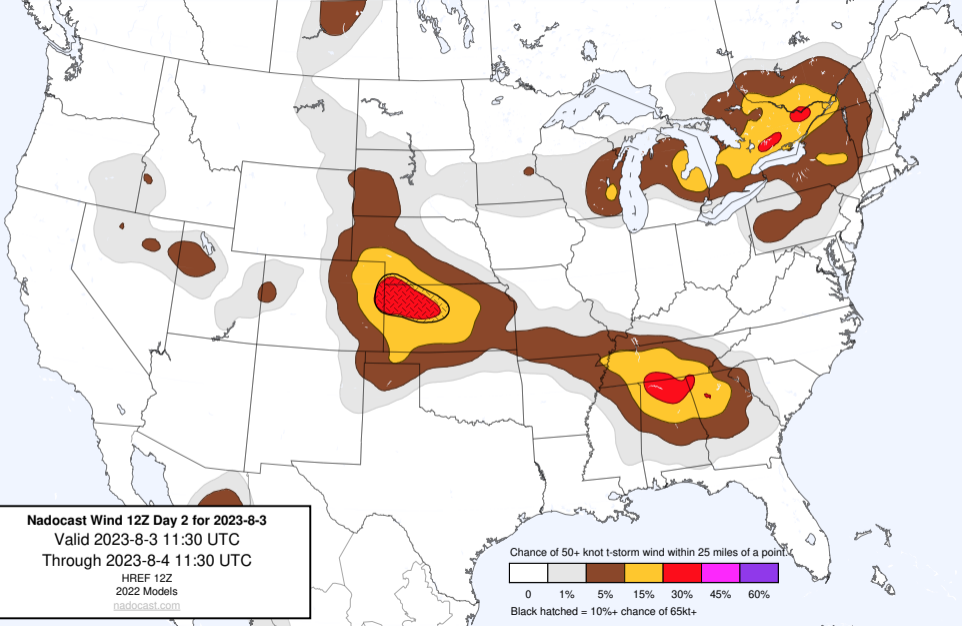 Nadocast Wind 12Z Day 2 for 2023-8-3
Valid 2023-8-3 11:30 UTC
Through 2023-8-4 11:30 UTC
HREF 12Z
2022 Models
nadocast.com
Chance of 50+ knot t-storm wind within 25 miles of a point.
0 1% 5% 15% 30% 45% 60%
Black hatched = 10%+ chance of 65kt+